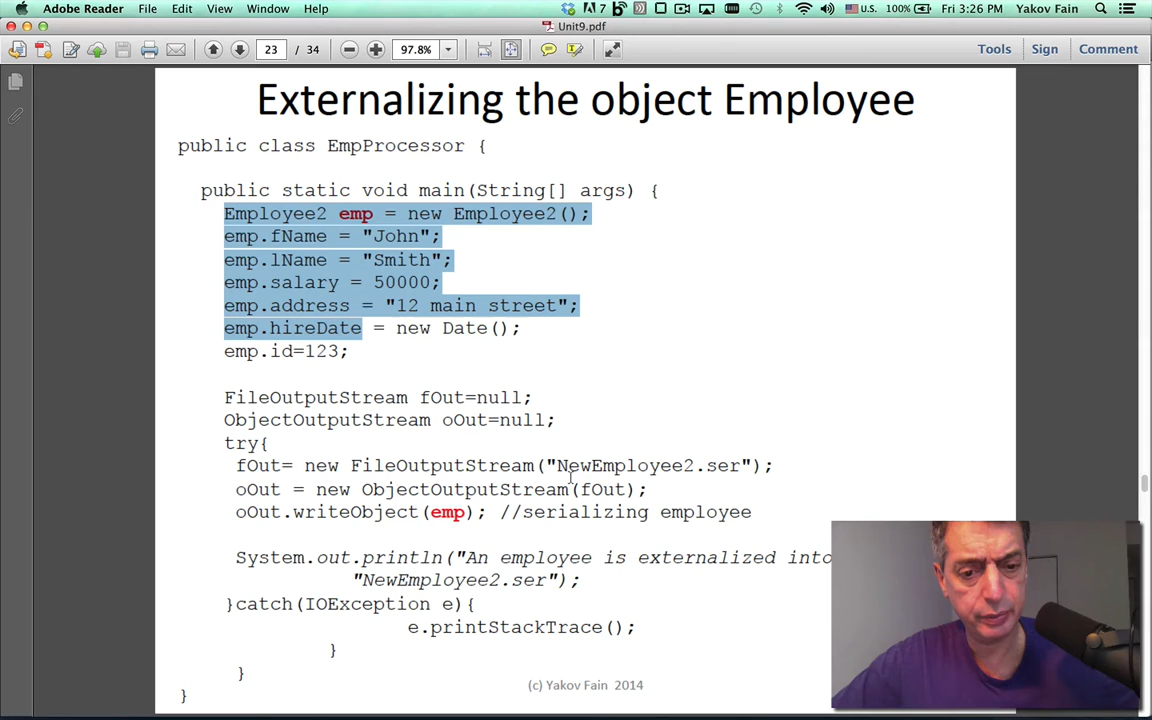 Adobe Reader File Edit View Window Help 7 U.S. 100% Fri 3:26 PM Yakov Fain
Unit9.pdf
23 / 34 97.8% Tools Sign Comment
Externalizing the object Employee
public class EmpProcessor {
public static void main(String[] args) {
Employee2 emp = new Employee2();
emp.fName = "John";
emp.lName = "Smith";
emp.salary = 50000;
emp.address = "12 main street";
emp.hireDate = new Date();
emp.id=123;
FileOutputStream fOut=null;
ObjectOutputStream oOut=null;
try{
fOut= new FileOutputStream("NewEmployee2.ser");
oOut = new ObjectOutputStream(fOut);
oOut.writeObject(emp); //serializing employee
System.out.println("An employee is externalized into
"NewEmployee2.ser");
}catch(IOException e){
e.printStackTrace();
}
}
(c) Yakov Fain 2014
}